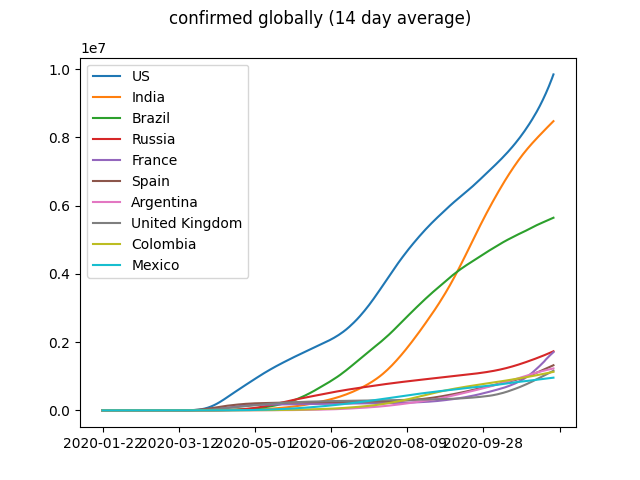 confirmed globally (14 day average)
1e7
1.0
0.8
0.6
0.4
0.2
0.0
US
India
Brazil
Russia
France
Spain
Argentina
United Kingdom
Colombia
Mexico
2020-01-22 2020-03-12 2020-05-01 2020-06-20 2020-08-09 2020-09-28